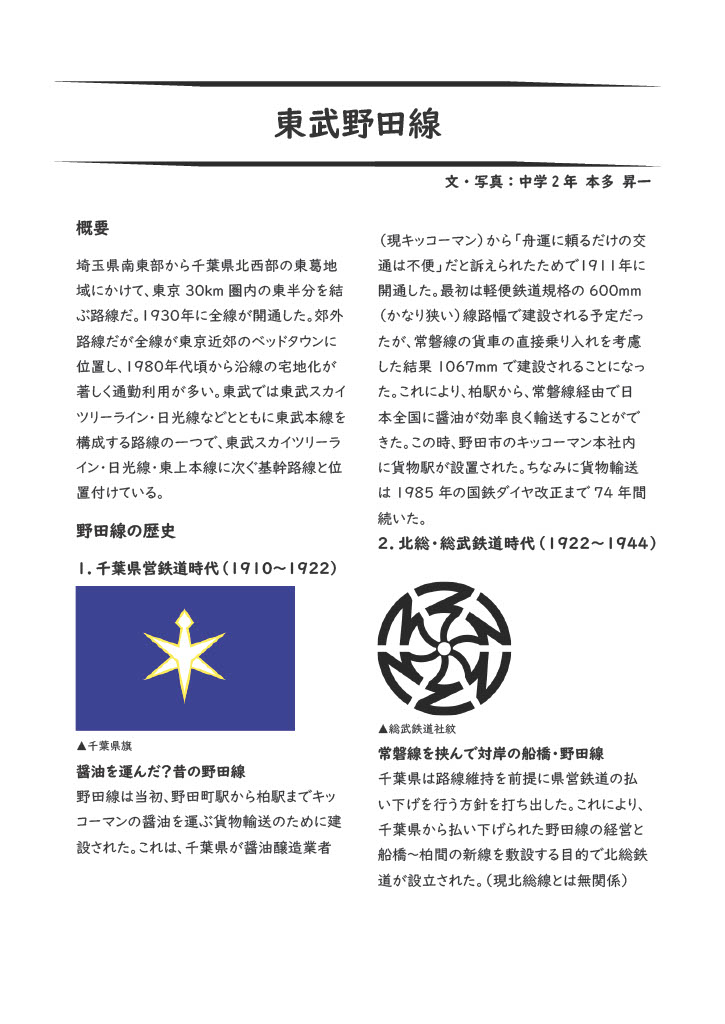 東武野田線
文・写真：中学２年 本多 昇一
概要
埼玉県南東部から千葉県北西部の東葛地
域にかけて、東京 30km 圏内の東半分を結
ぶ路線だ。1930年に全線が開通した。郊外
路線だが全線が東京近郊のベッドタウンに
位置し、1980年代頃から沿線の宅地化が
著しく通勤利用が多い。東武では東武スカイ
ツリーライン・日光線などとともに東武本線を
構成する路線の一つで、東武スカイツリーラ
イン・日光線・東上本線に次ぐ基幹路線と位
置付けている。
野田線の歴史
1．千葉県営鉄道時代（1910～1922）
▲千葉県旗
醤油を運んだ？昔の野田線
野田線は当初、野田町駅から柏駅までキッ
コーマンの醤油を運ぶ貨物輸送のために建
設された。これは、千葉県が醤油醸造業者
（現キッコーマン）から「舟運に頼るだけの交
通は不便」だと訴えられたためで1911年に
開通した。最初は軽便鉄道規格の 600mm
（かなり狭い）線路幅で建設される予定だっ
たが、常磐線の貨車の直接乗り入れを考慮
した結果 1067mm で建設されることになっ
た。これにより、柏駅から、常磐線経由で日
本全国に醤油が効率良く輸送することがで
きた。この時、野田市のキッコーマン本社内
に貨物駅が設置された。ちなみに貨物輸送
は 1985 年の国鉄ダイヤ改正まで 74 年間
続いた。
2．北総・総武鉄道時代（1922～1944）
▲総武鉄道社紋
常磐線を挟んで対岸の船橋・野田線
千葉県は路線維持を前提に県営鉄道の払
い下げを行う方針を打ち出した。これにより、
千葉県から払い下げられた野田線の経営と
船橋～柏間の新線を敷設する目的で北総鉄
道が設立された。（現北総線とは無関係）